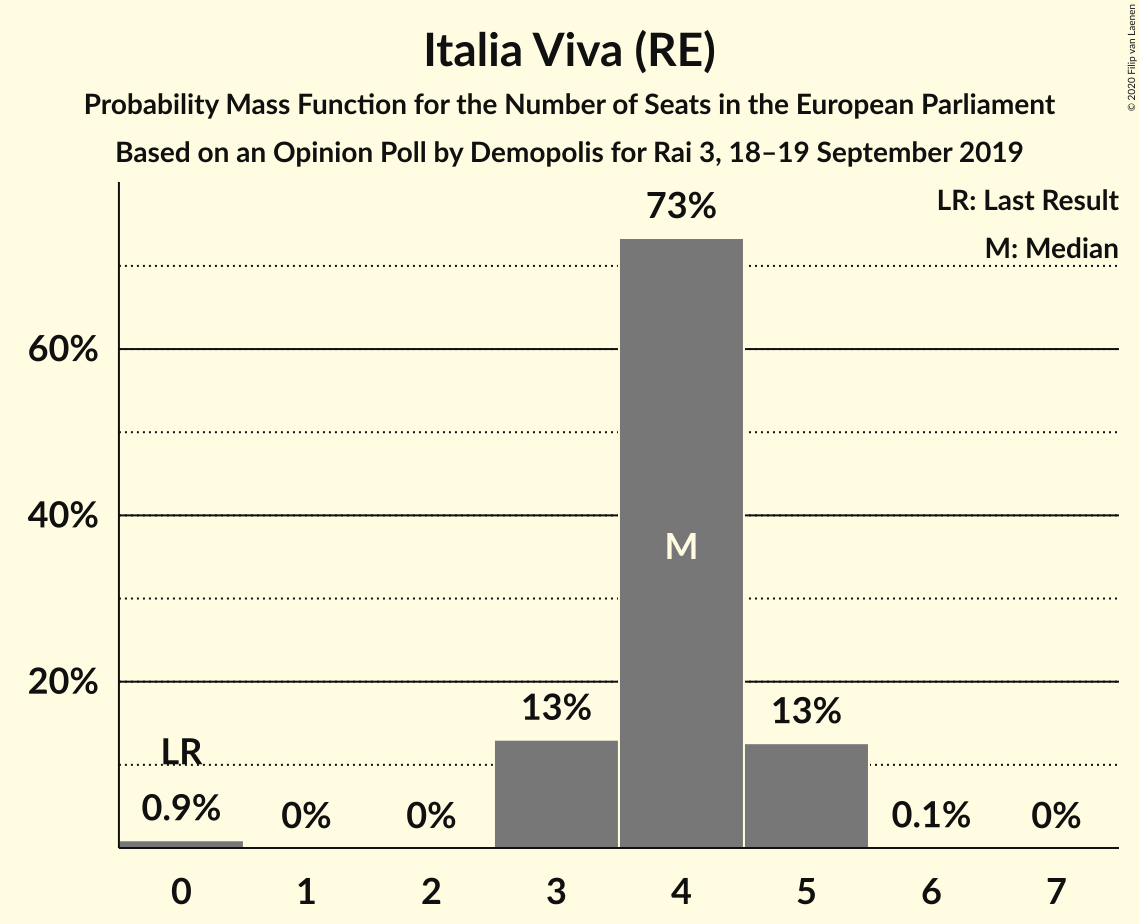 Italia Viva (RE)
Probability Mass Function for the Number of Seats in the European Parliament
Based on an Opinion Poll by Demopolis for Rai 3, 18–19 September 2019
© 2020 Filip van Laenen
LR: Last Result
M: Median
73%
60%
40%
M
20%
13%
13%
LR
0.9%
0%
0%
0.1%
0%
0
1
2
3
4
5
6
7